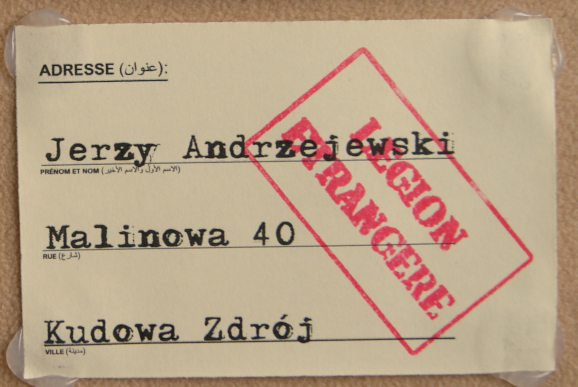 ADRESSE (عنوان):
Jerzy Andrzejewski
PRÉNOM ET NOM (الاسم الأول والاسم الأخير)
Malinowa 40
RUE (شارع)
Kudowa Zdrój
VILLE (مدينة)
LEGION
ETRANGERE